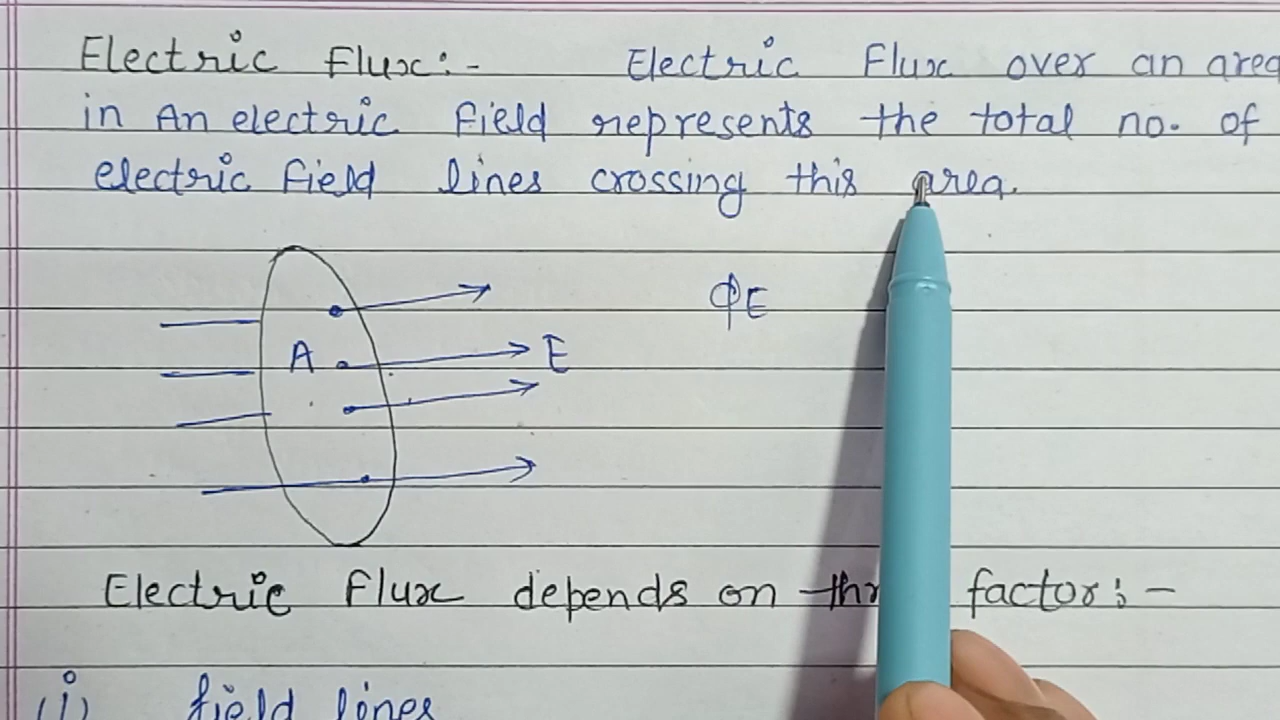 Electric Flux:- Electric Flux over an area
in An electric field represents the total no. of
electric field lines crossing this area.
A
E
ϕE
Electric Flux depends on factor:-
(i) field lines